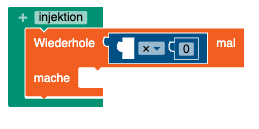 + injektion
Wiederhole × 0 mal
mache